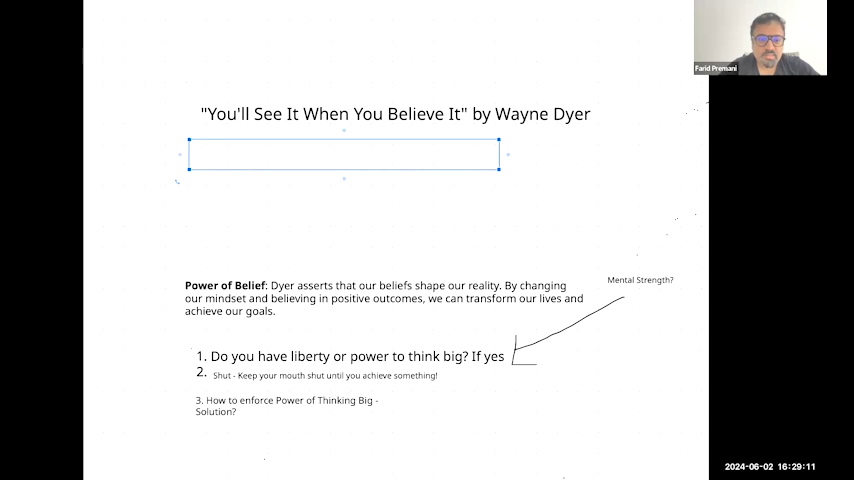 Farid Premani
"You'll See It When You Believe It" by Wayne Dyer
Power of Belief: Dyer asserts that our beliefs shape our reality. By changing
our mindset and believing in positive outcomes, we can transform our lives and
achieve our goals.
Mental Strength?
1. Do you have liberty or power to think big? If yes
2. Shut - Keep your mouth shut until you achieve something!
3. How to enforce Power of Thinking Big -
Solution?
2024-06-02 16:29:11